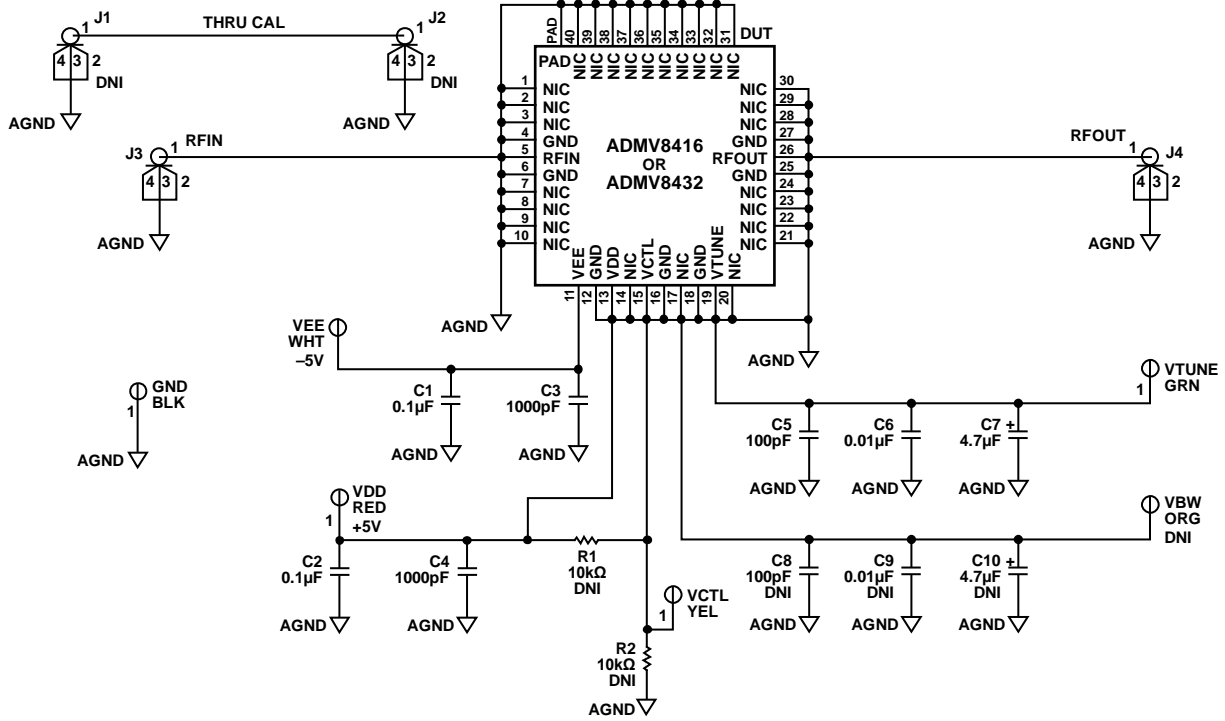 J1
1
THRU CAL
1
J2
4 3 2
DNI
4 3 2
DNI
AGND
AGND
J3
1
RFIN
4 3 2
AGND
PAD
40
39
38
37
36
35
34
33
32
31
DUT
PAD
NIC
NIC
NIC
NIC
NIC
NIC
NIC
NIC
NIC
NIC
1 NIC
2 NIC
3 NIC
4 GND
5 RFIN
6 GND
7 NIC
8 NIC
9 NIC
10 NIC
ADMV8416
OR
ADMV8432
NIC 30
NIC 29
NIC 28
GND 27
RFOUT 26
GND 25
NIC 24
NIC 23
NIC 22
NIC 21
VEE
GND
VDD
NIC
VCTL
GND
NIC
GND
VTUNE
NIC
11
12
13
14
15
16
17
18
19
20
RFOUT
1
J4
4 3 2
AGND
AGND
AGND
VEE
WHT
–5V
C1
0.1µF
C3
1000pF
AGND
AGND
GND
BLK
1
AGND
VTUNE
GRN
1
C5
100pF
C6
0.01µF
C7 +
4.7µF
AGND
AGND
AGND
VDD
RED
1
+5V
C2
0.1µF
C4
1000pF
R1
10kΩ
DNI
AGND
AGND
VBW
ORG
DNI
1
C8
100pF
DNI
C9
0.01µF
DNI
C10 +
4.7µF
DNI
AGND
AGND
AGND
VCTL
YEL
1
R2
10kΩ
DNI
AGND